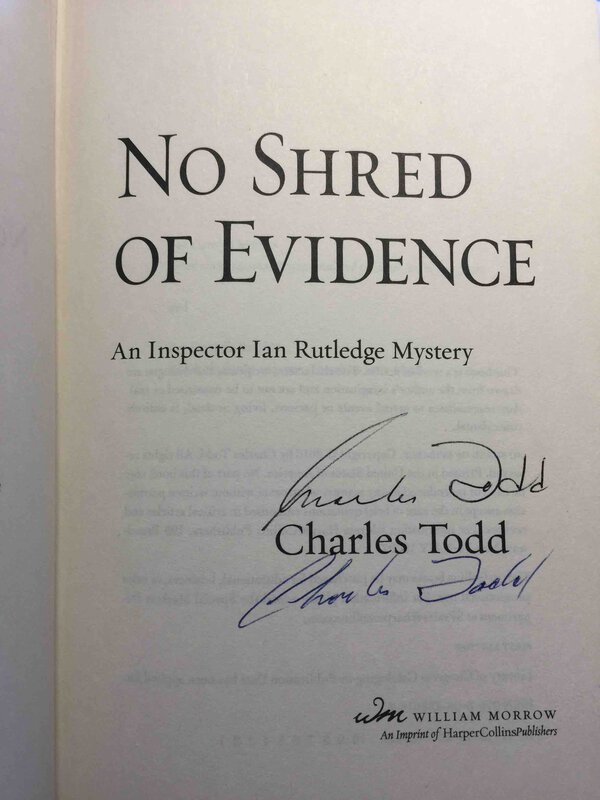 NO SHRED
OF EVIDENCE
An Inspector Ian Rutledge Mystery
Charles Todd
Charles Todd
Charles Todd
wm WILLIAM MORROW
An Imprint of HarperCollinsPublishers